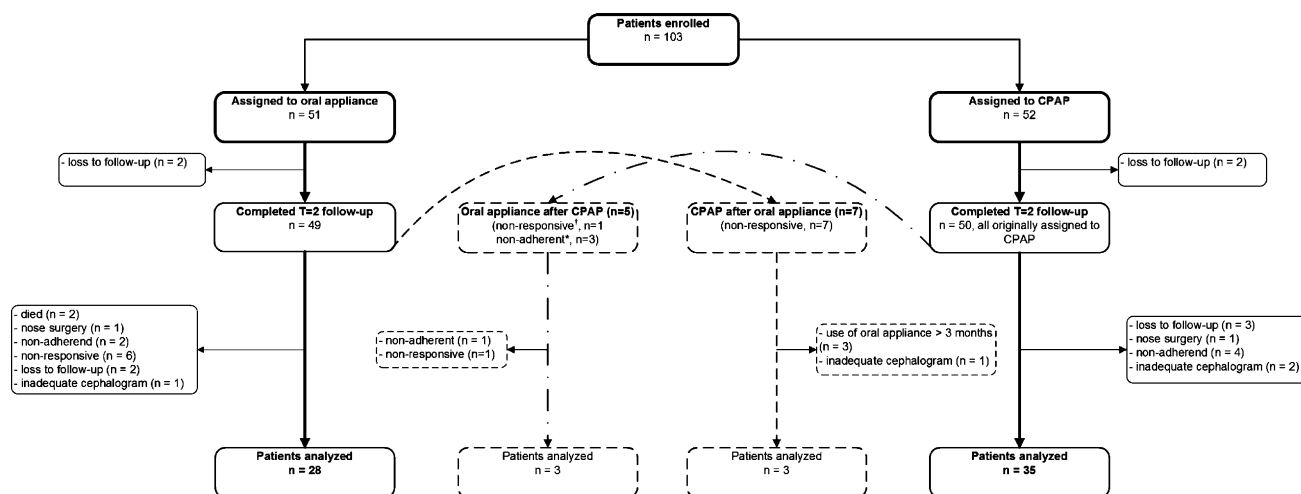 Patients enrolled
n = 103
Assigned to oral appliance
n = 51
Assigned to CPAP
n = 52
- loss to follow-up (n = 2)
- loss to follow-up (n = 2)
Completed T=2 follow-up
n = 49
Oral appliance after CPAP (n=5)
(non-responsive†, n=1
non-adherent*, n=3)
CPAP after oral appliance (n=7)
(non-responsive, n=7)
Completed T=2 follow-up
n = 50, all originally assigned to
CPAP
- died (n = 2)
- nose surgery (n = 1)
- non-adherend (n = 2)
- non-responsive (n = 6)
- loss to follow-up (n = 2)
- inadequate cephalogram (n = 1)
- non-adherent (n = 1)
- non-responsive (n=1)
- use of oral appliance > 3 months
(n = 3)
- inadequate cephalogram (n = 1)
- loss to follow-up (n = 3)
- nose surgery (n = 1)
- non-adherend (n = 4)
- inadequate cephalogram (n = 2)
Patients analyzed
n = 28
Patients analyzed
n = 3
Patients analyzed
n = 3
Patients analyzed
n = 35